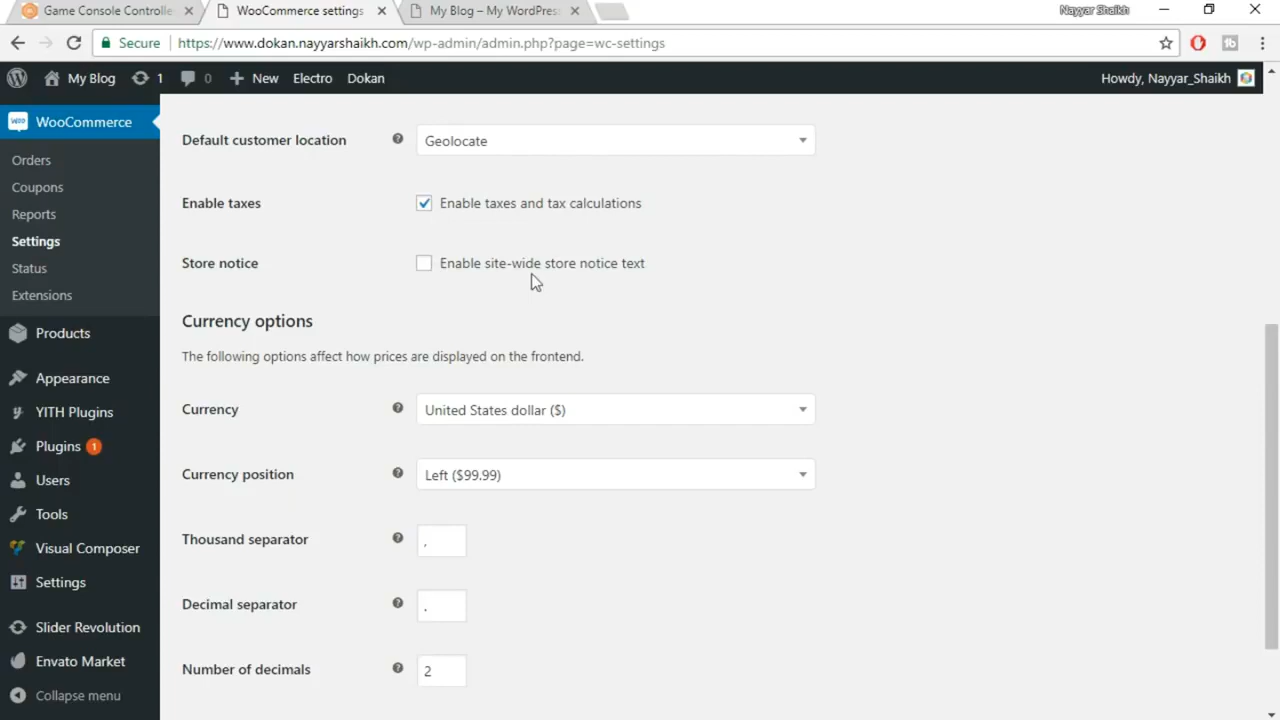 Game Console Controlle
WooCommerce settings
My Blog – My WordPres
Nayyar Shaikh
Secure
https://www.dokan.nayyarshaikh.com/wp-admin/admin.php?page=wc-settings
My Blog
1
0
New
Electro
Dokan
Howdy, Nayyar_Shaikh
WooCommerce
Orders
Coupons
Reports
Settings
Status
Extensions
Products
Appearance
YITH Plugins
Plugins 1
Users
Tools
Visual Composer
Settings
Slider Revolution
Envato Market
Collapse menu
Default customer location
Geolocate
Enable taxes
Enable taxes and tax calculations
Store notice
Enable site-wide store notice text
Currency options
The following options affect how prices are displayed on the frontend.
Currency
United States dollar ($)
Currency position
Left ($99.99)
Thousand separator
,
Decimal separator
.
Number of decimals
2